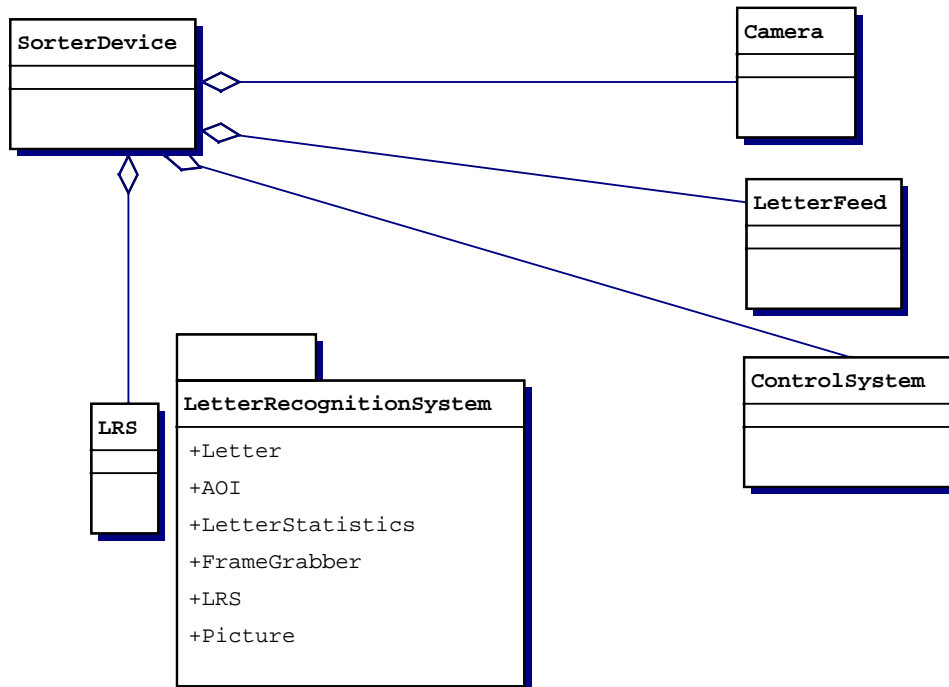 SorterDevice
Camera
LetterFeed
ControlSystem
LRS
LetterRecognitionSystem
+Letter
+AOI
+LetterStatistics
+FrameGrabber
+LRS
+Picture